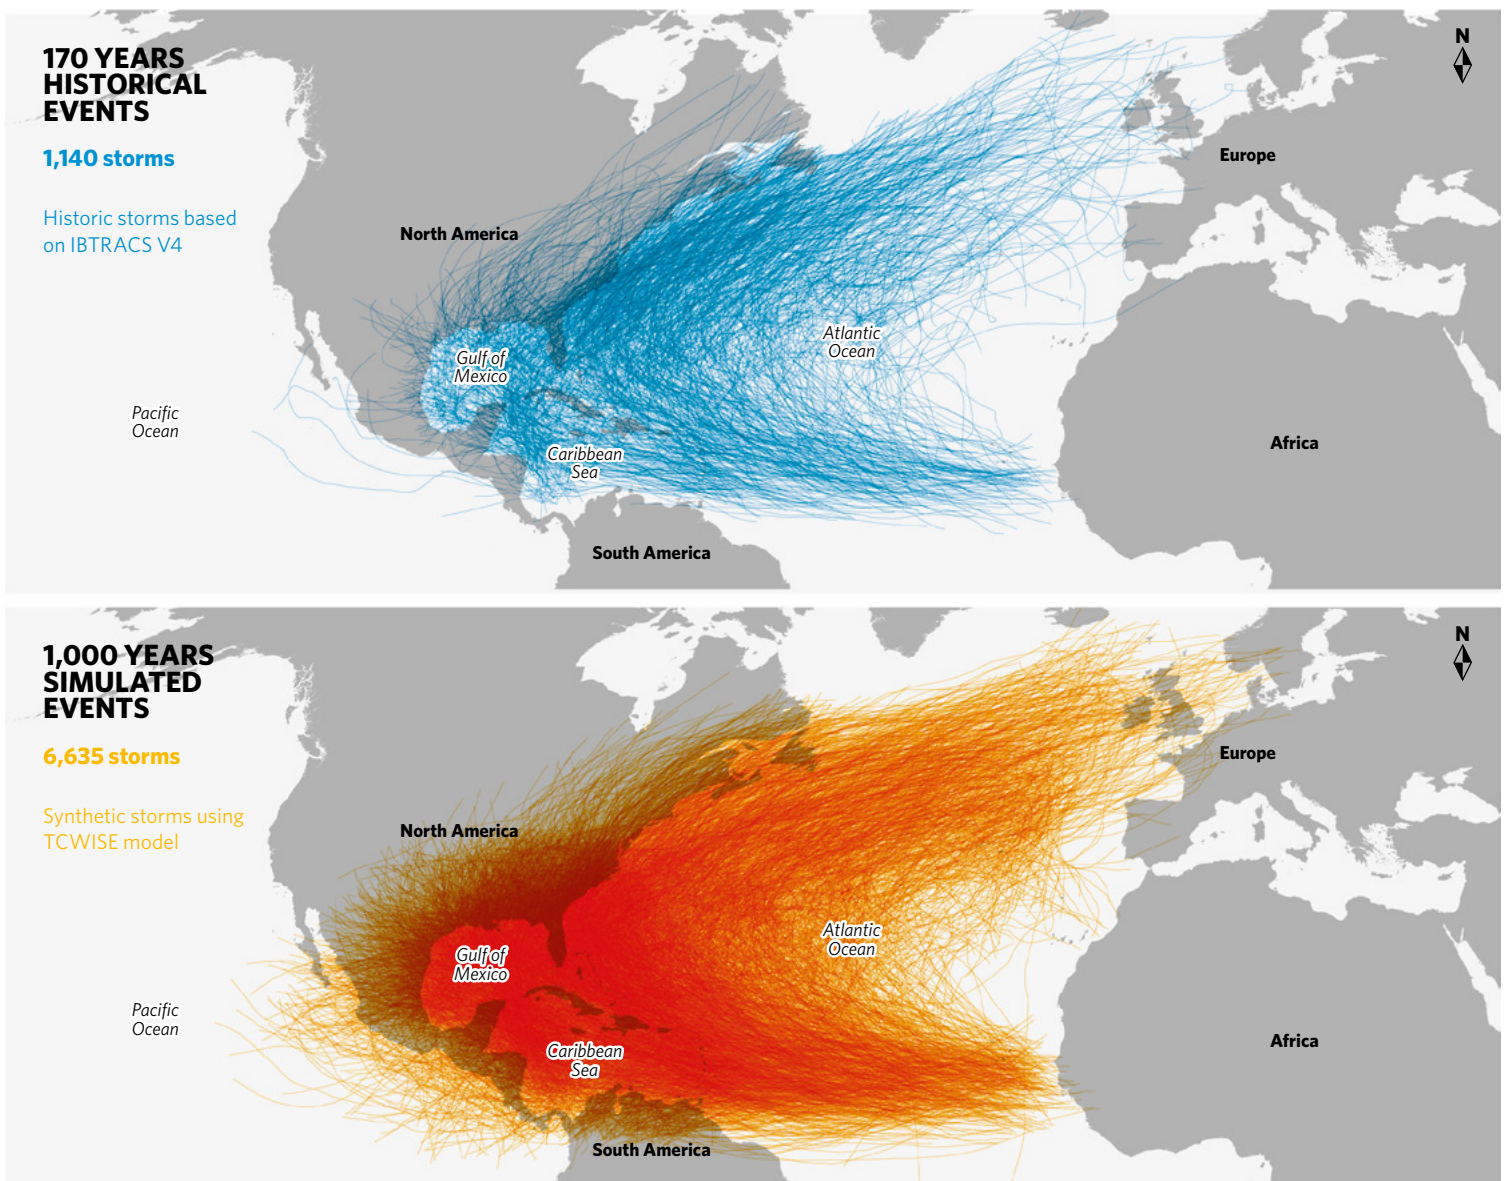 170 YEARS
HISTORICAL
EVENTS
1,140 storms
Historic storms based
on IBTRACS V4
N
Europe
North America
Atlantic
Ocean
Gulf of
Mexico
Pacific
Ocean
Africa
Caribbean
Sea
South America
1,000 YEARS
SIMULATED
EVENTS
6,635 storms
Synthetic storms using
TCWISE model
N
Europe
North America
Atlantic
Ocean
Gulf of
Mexico
Pacific
Ocean
Africa
Caribbean
Sea
South America